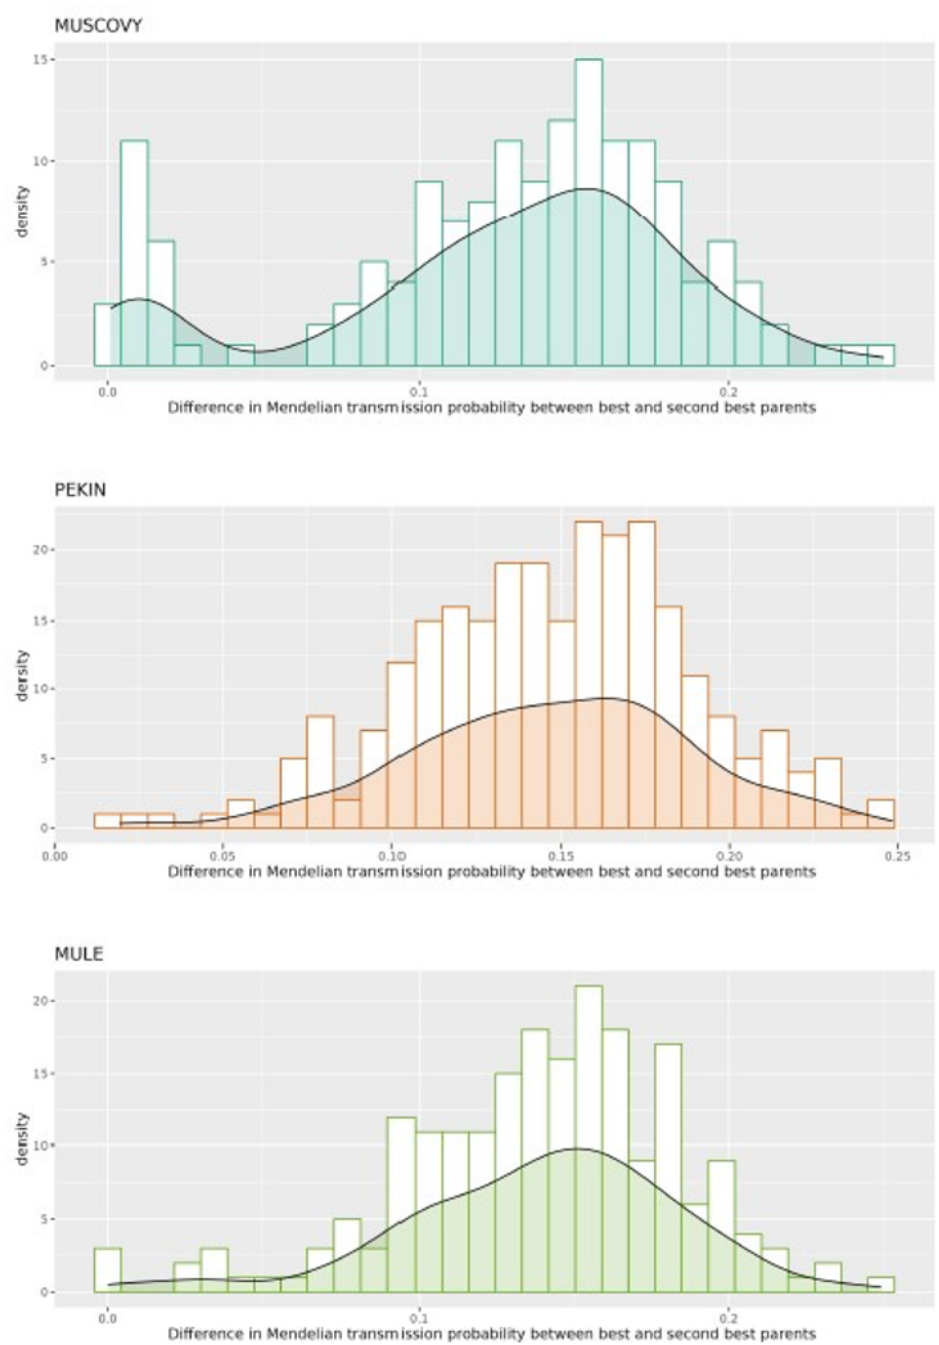 MUSCOVY
15
10
5
0
density
0.0 0.1 0.2
Difference in Mendelian transmission probability between best and second best parents
PEKIN
20
15
10
5
0
density
0.00 0.05 0.10 0.15 0.20 0.25
Difference in Mendelian transmission probability between best and second best parents
MULE
20
15
10
5
0
density
0.0 0.1 0.2
Difference in Mendelian transmission probability between best and second best parents